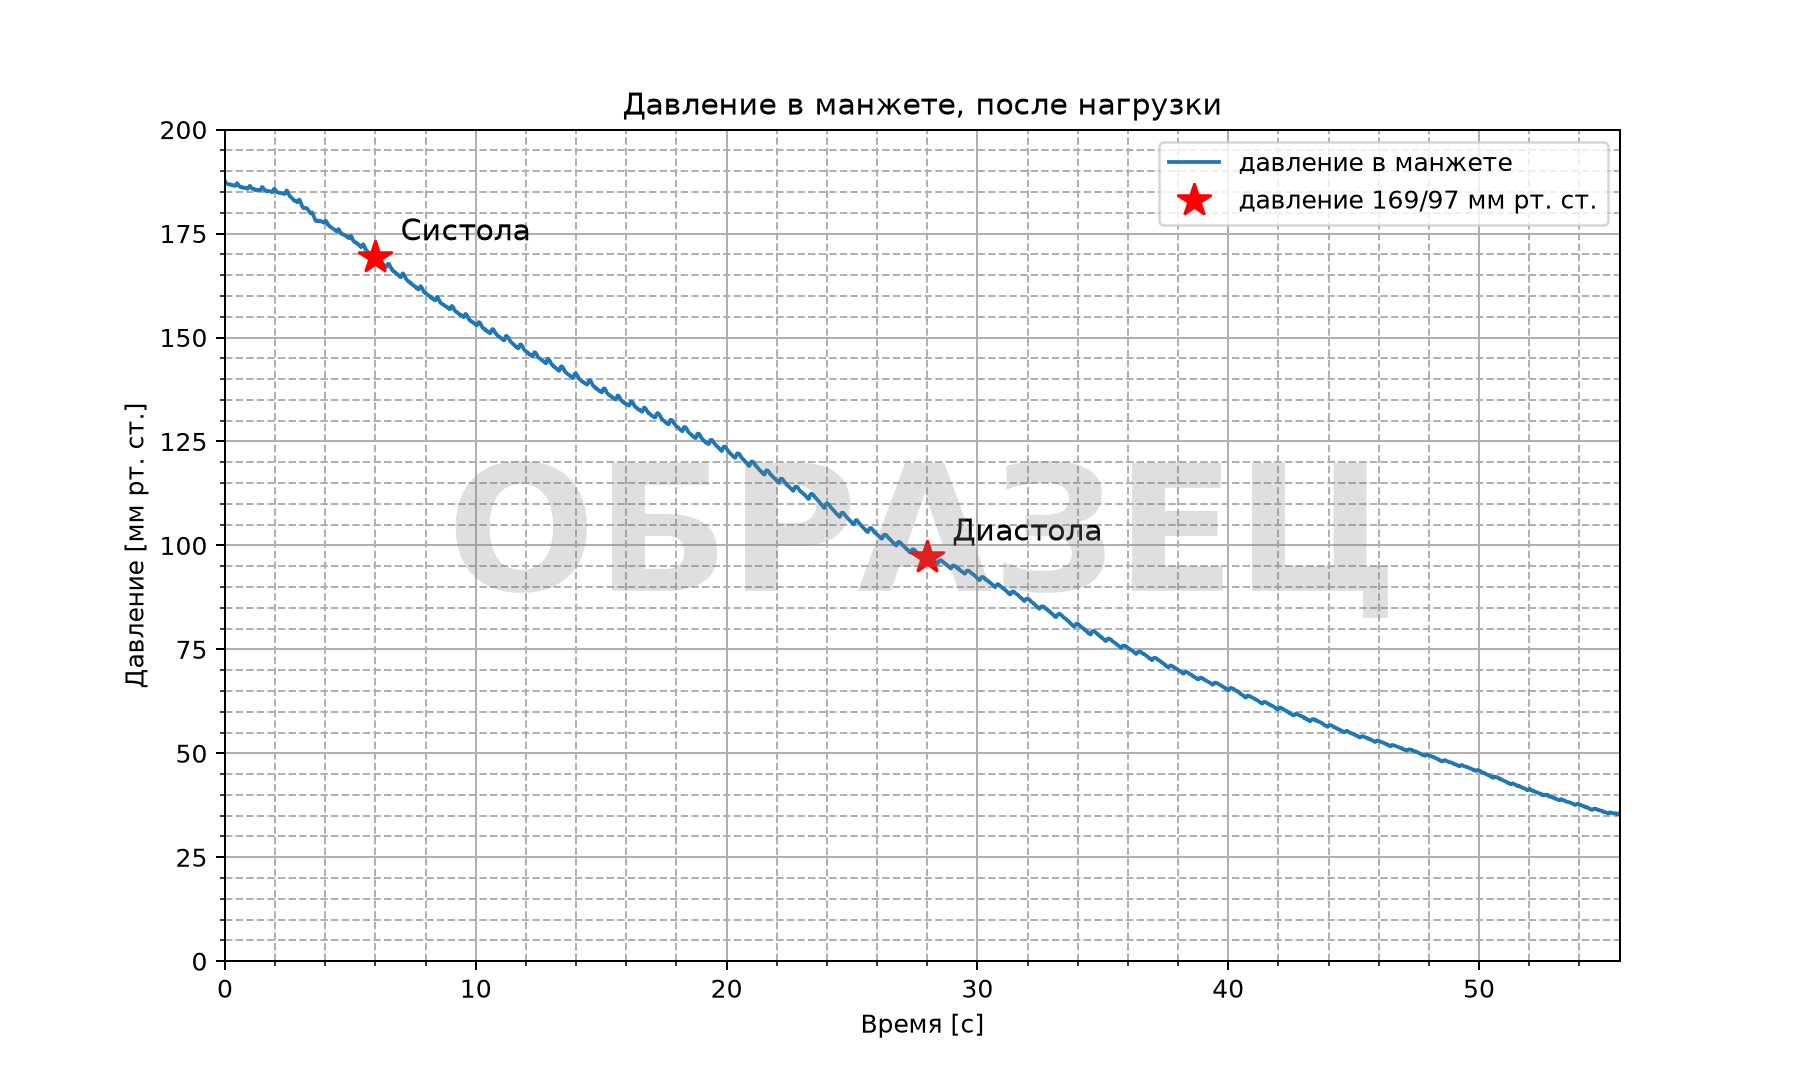 Давление в манжете, после нагрузки
давление в манжете
давление 169/97 мм рт. ст.
Систола
Диастола
ОБРАЗЕЦ
Давление [мм рт. ст.]
200
175
150
125
100
75
50
25
0
0 10 20 30 40 50
Время [с]